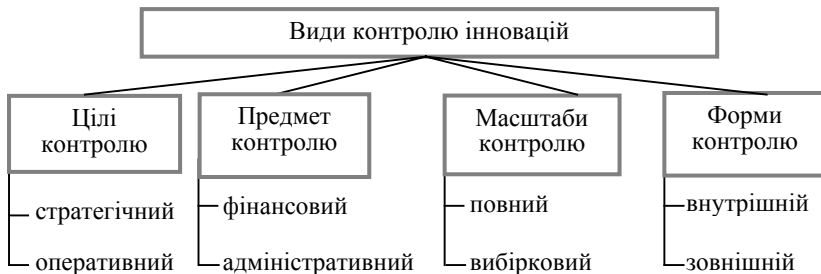 Види контролю інновацій
Цілі
контролю
Предмет
контролю
Масштаби
контролю
Форми
контролю
стратегічний
фінансовий
повний
внутрішній
оперативний
адміністративний
вибірковий
зовнішній